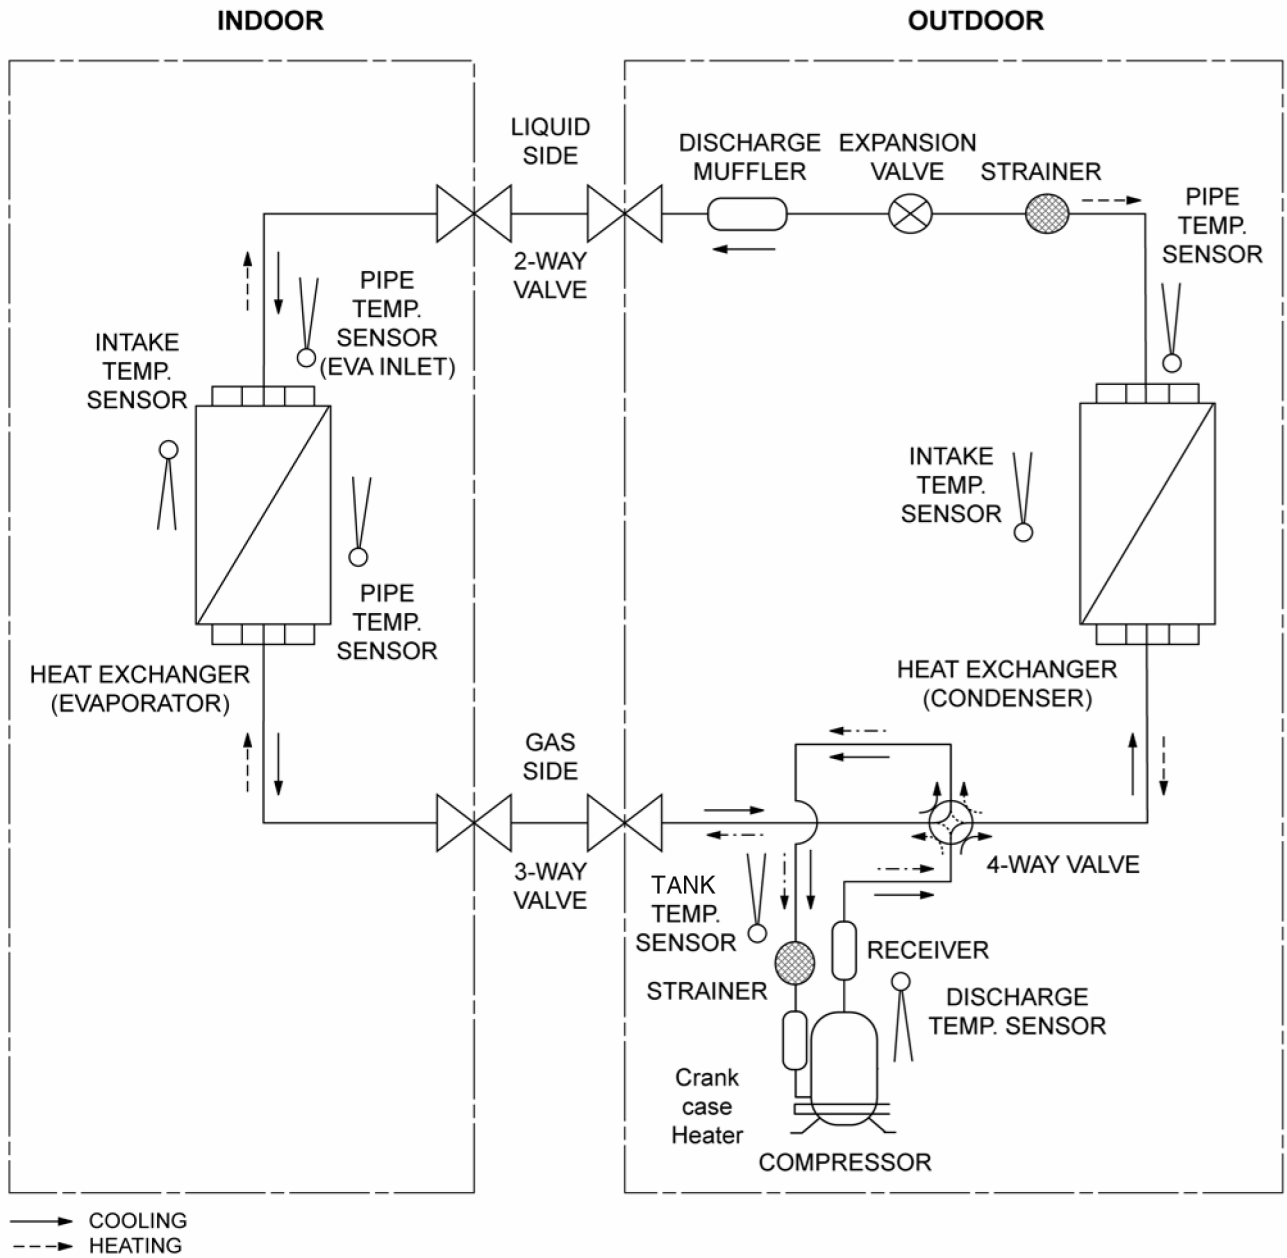 INDOOR
OUTDOOR
LIQUID
SIDE
DISCHARGE
MUFFLER
EXPANSION
VALVE
STRAINER
PIPE
TEMP.
SENSOR
2-WAY
VALVE
PIPE
TEMP.
SENSOR
(EVA INLET)
INTAKE
TEMP.
SENSOR
INTAKE
TEMP.
SENSOR
PIPE
TEMP.
SENSOR
HEAT EXCHANGER
(EVAPORATOR)
HEAT EXCHANGER
(CONDENSER)
GAS
SIDE
3-WAY
VALVE
4-WAY VALVE
TANK
TEMP.
SENSOR
STRAINER
RECEIVER
DISCHARGE
TEMP. SENSOR
Crank
case
Heater
COMPRESSOR
COOLING
HEATING